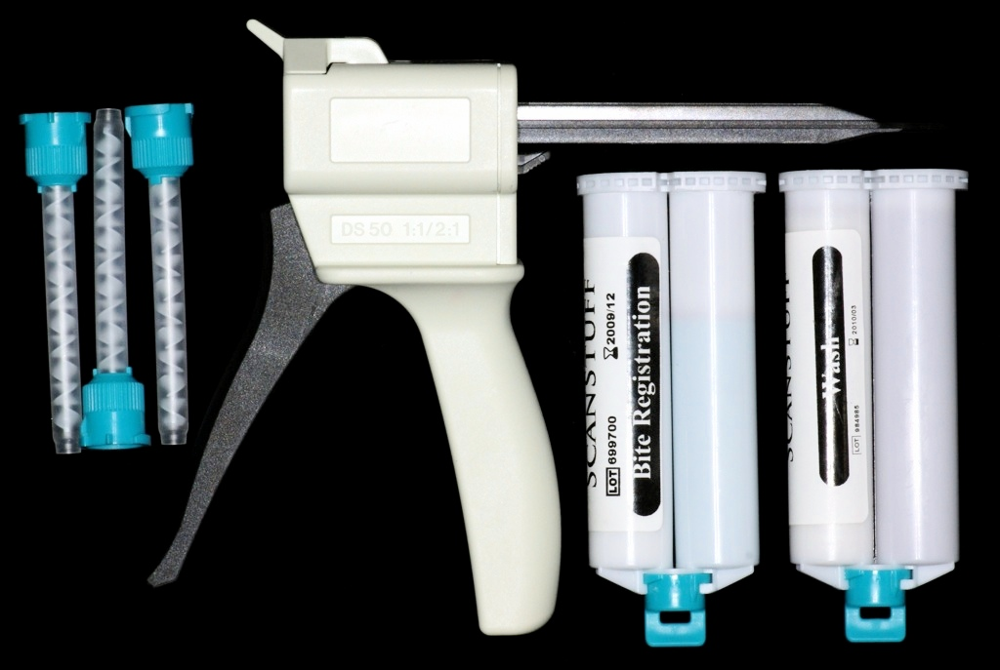 DS 50 1:1/2:1
SCANSTUFF
LOT 699700
2009/12
Bite Registration
SCANSTUFF
Wash
LOT 984985
2010/03